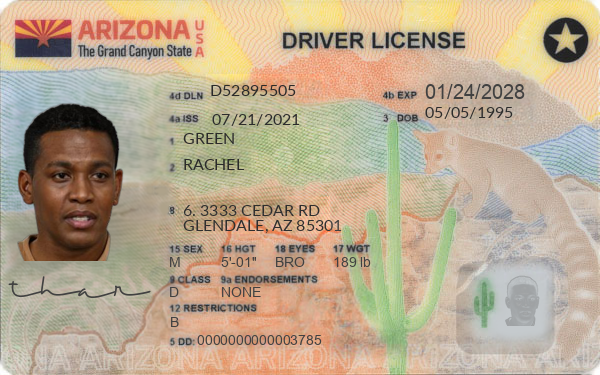 ARIZONA USA
The Grand Canyon State
DRIVER LICENSE
4d DLN D52895505 4b EXP 01/24/2028
4a ISS 07/21/2021 3 DOB 05/05/1995
1 GREEN
2 RACHEL
8 6. 3333 CEDAR RD
GLENDALE, AZ 85301
15 SEX 16 HGT 18 EYES 17 WGT
M 5'-01" BRO 189 lb
9 CLASS 9a ENDORSEMENTS
D NONE
12 RESTRICTIONS
B
5 DD: 0000000000003785
thar
ARIZONA ARIZONA ARIZONA ARIZONA